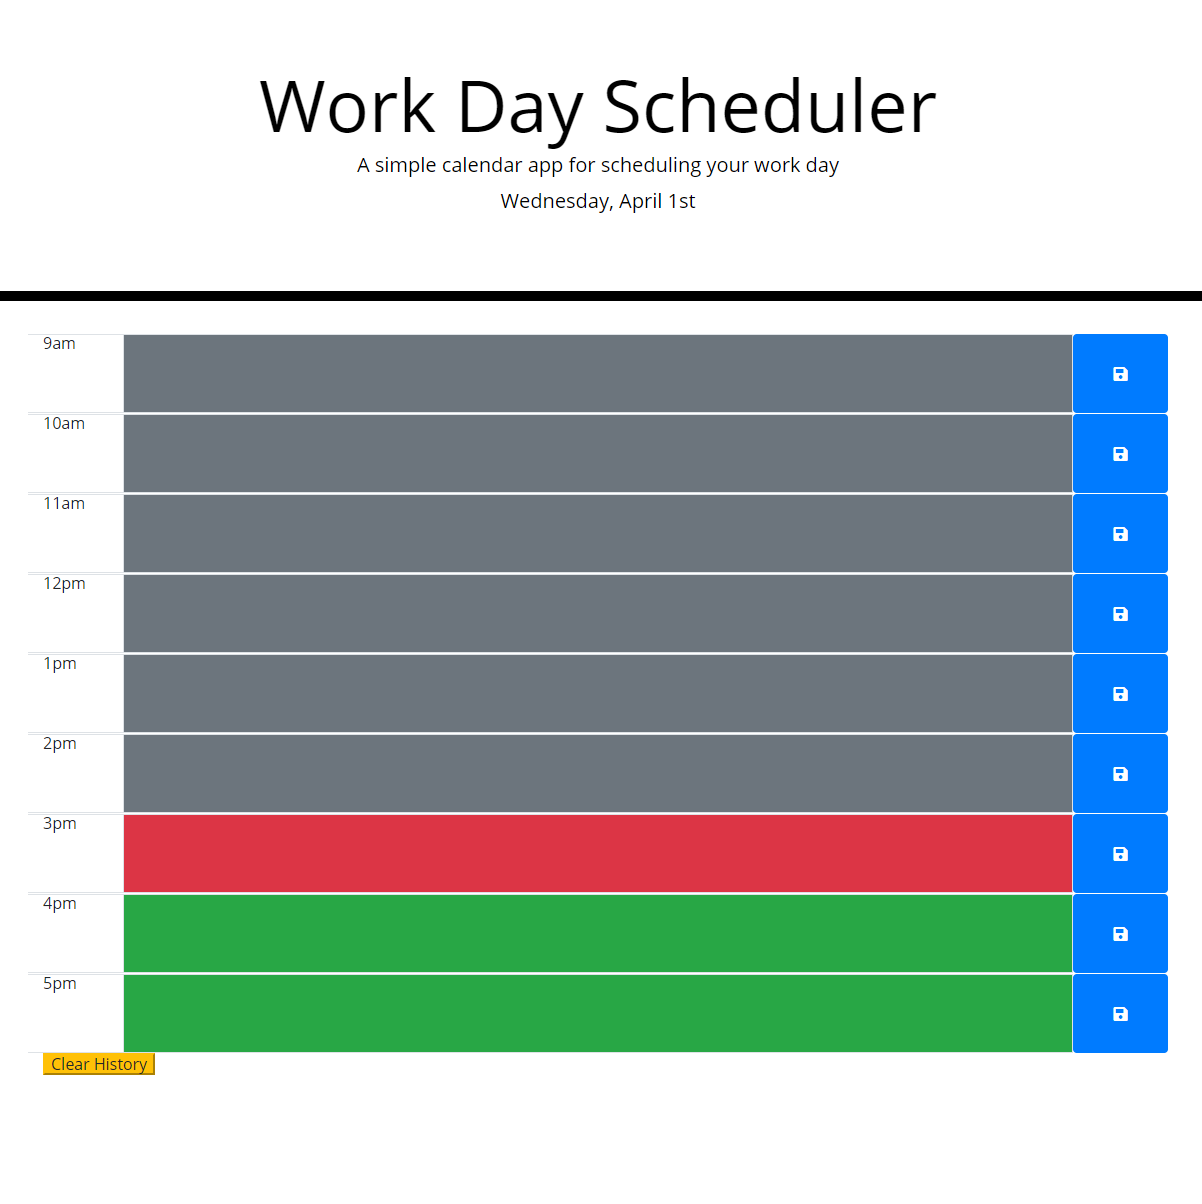 Work Day Scheduler
A simple calendar app for scheduling your work day
Wednesday, April 1st
9am
10am
11am
12pm
1pm
2pm
3pm
4pm
5pm
Clear History